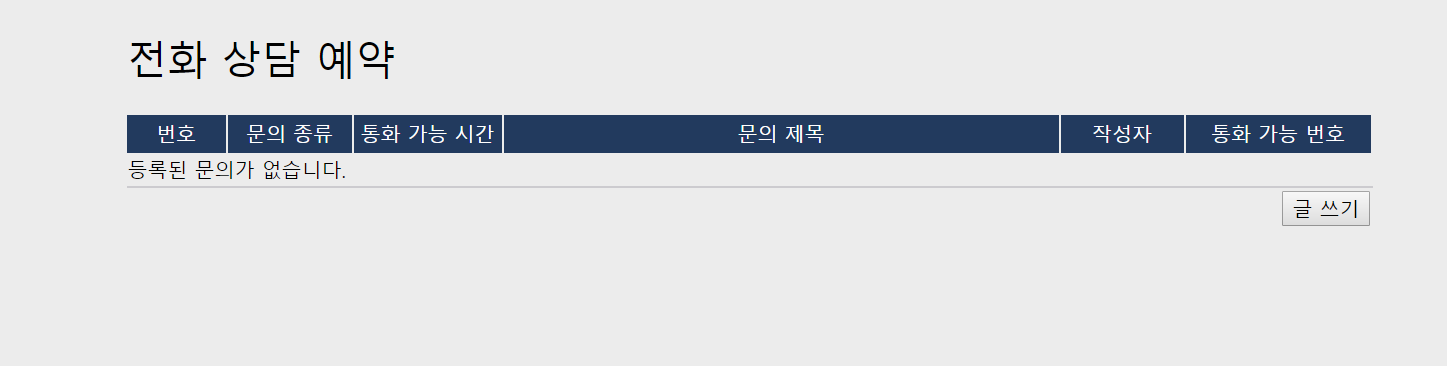 전화 상담 예약
번호 문의 종류 통화 가능 시간 문의 제목 작성자 통화 가능 번호
등록된 문의가 없습니다.
글 쓰기